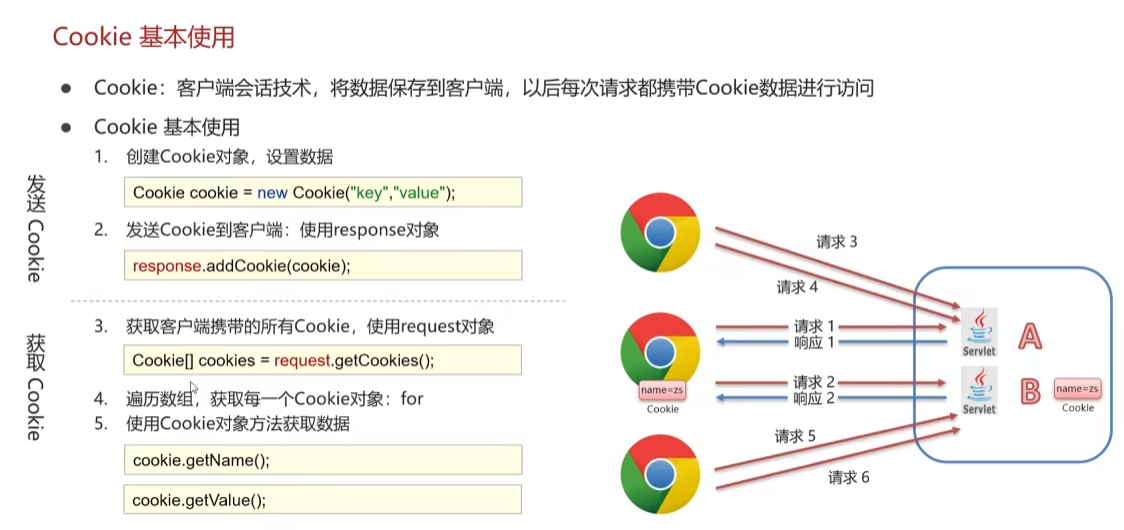 Cookie 基本使用
● Cookie：客户端会话技术，将数据保存到客户端，以后每次请求都携带Cookie数据进行访问
● Cookie 基本使用
发送 Cookie
1. 创建Cookie对象，设置数据
Cookie cookie = new Cookie("key","value");
2. 发送Cookie到客户端：使用response对象
response.addCookie(cookie);
获取 Cookie
3. 获取客户端携带的所有Cookie，使用request对象
Cookie[] cookies = request.getCookies();
4. 遍历数组，获取每一个Cookie对象：for
5. 使用Cookie对象方法获取数据
cookie.getName();
cookie.getValue();
请求 3
请求 4
请求 1
响应 1
Servlet
A
name=zs
Cookie
请求 2
响应 2
Servlet
B
name=zs
Cookie
请求 5
请求 6